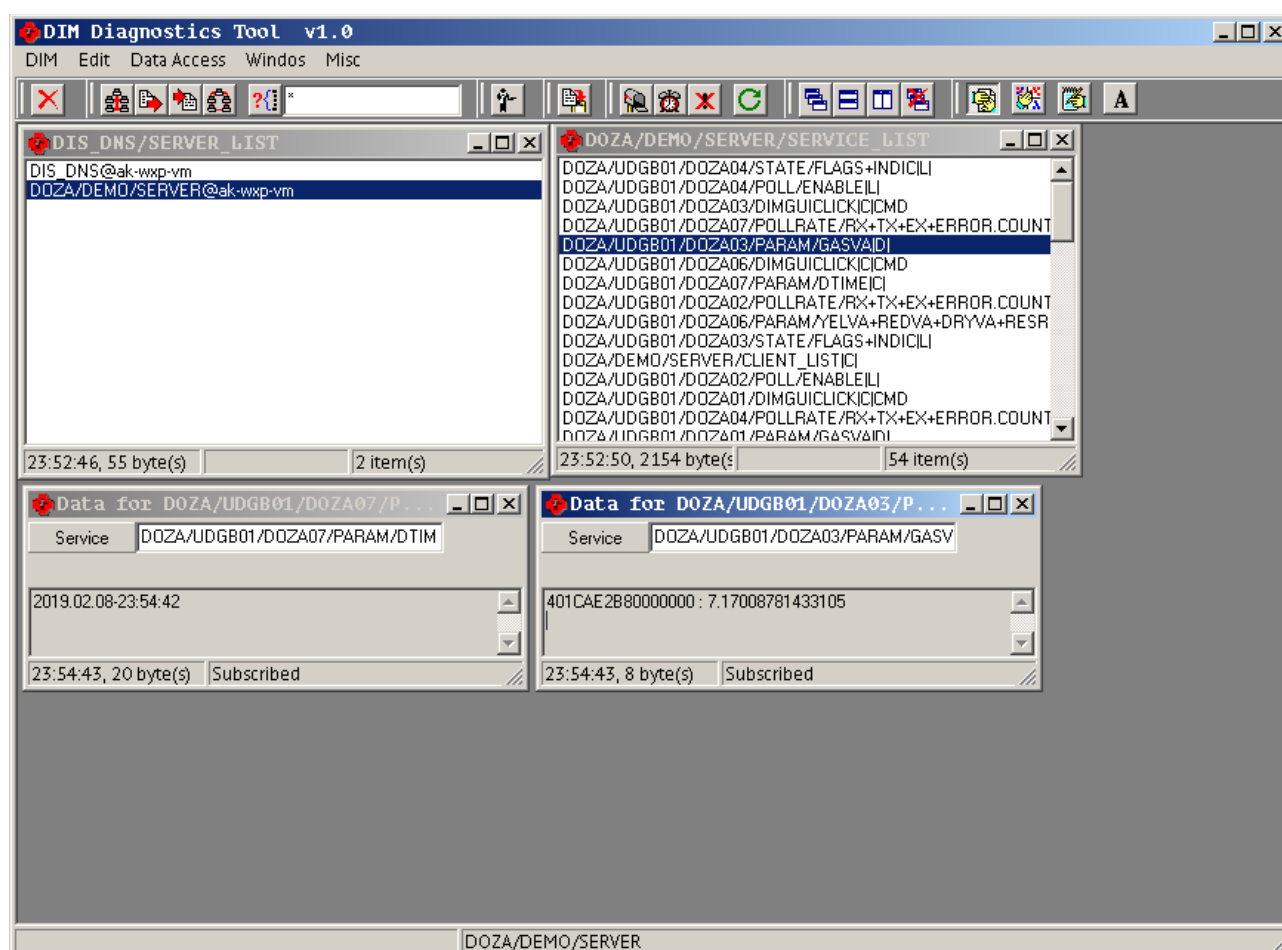 DIM Diagnostics Tool v1.0
DIM Edit Data Access Windos Misc
?{ *
A
DIS_DNS/SERVER_LIST
DIS_DNS@ak-wxp-vm
DOZA/DEMO/SERVER@ak-wxp-vm
23:52:46, 55 byte(s) 2 item(s)
DOZA/DEMO/SERVER/SERVICE_LIST
DOZA/UDGB01/DOZA04/STATE/FLAGS+INDIC|L|
DOZA/UDGB01/DOZA04/POLL/ENABLE|L|
DOZA/UDGB01/DOZA03/DIMGUICLICK|C|CMD
DOZA/UDGB01/DOZA07/POLLRATE/RX+TX+EX+ERROR.COUNT
DOZA/UDGB01/DOZA03/PARAM/GASVA|D|
DOZA/UDGB01/DOZA06/DIMGUICLICK|C|CMD
DOZA/UDGB01/DOZA07/PARAM/DTIME|C|
DOZA/UDGB01/DOZA02/POLLRATE/RX+TX+EX+ERROR.COUNT
DOZA/UDGB01/DOZA06/PARAM/YELVA+REDVA+DRYVA+RESR
DOZA/UDGB01/DOZA03/STATE/FLAGS+INDIC|L|
DOZA/DEMO/SERVER/CLIENT_LIST|C|
DOZA/UDGB01/DOZA02/POLL/ENABLE|L|
DOZA/UDGB01/DOZA01/DIMGUICLICK|C|CMD
DOZA/UDGB01/DOZA04/POLLRATE/RX+TX+EX+ERROR.COUNT
DOZA/UDGB01/DOZA01/PARAM/GASVA|D|
23:52:50, 2154 byte(s 54 item(s)
Data for DOZA/UDGB01/DOZA07/P...
Service DOZA/UDGB01/DOZA07/PARAM/DTIM
2019.02.08-23:54:42
23:54:43, 20 byte(s) Subscribed
Data for DOZA/UDGB01/DOZA03/P...
Service DOZA/UDGB01/DOZA03/PARAM/GASV
401CAE2B80000000 : 7.17008781433105
23:54:43, 8 byte(s) Subscribed
DOZA/DEMO/SERVER